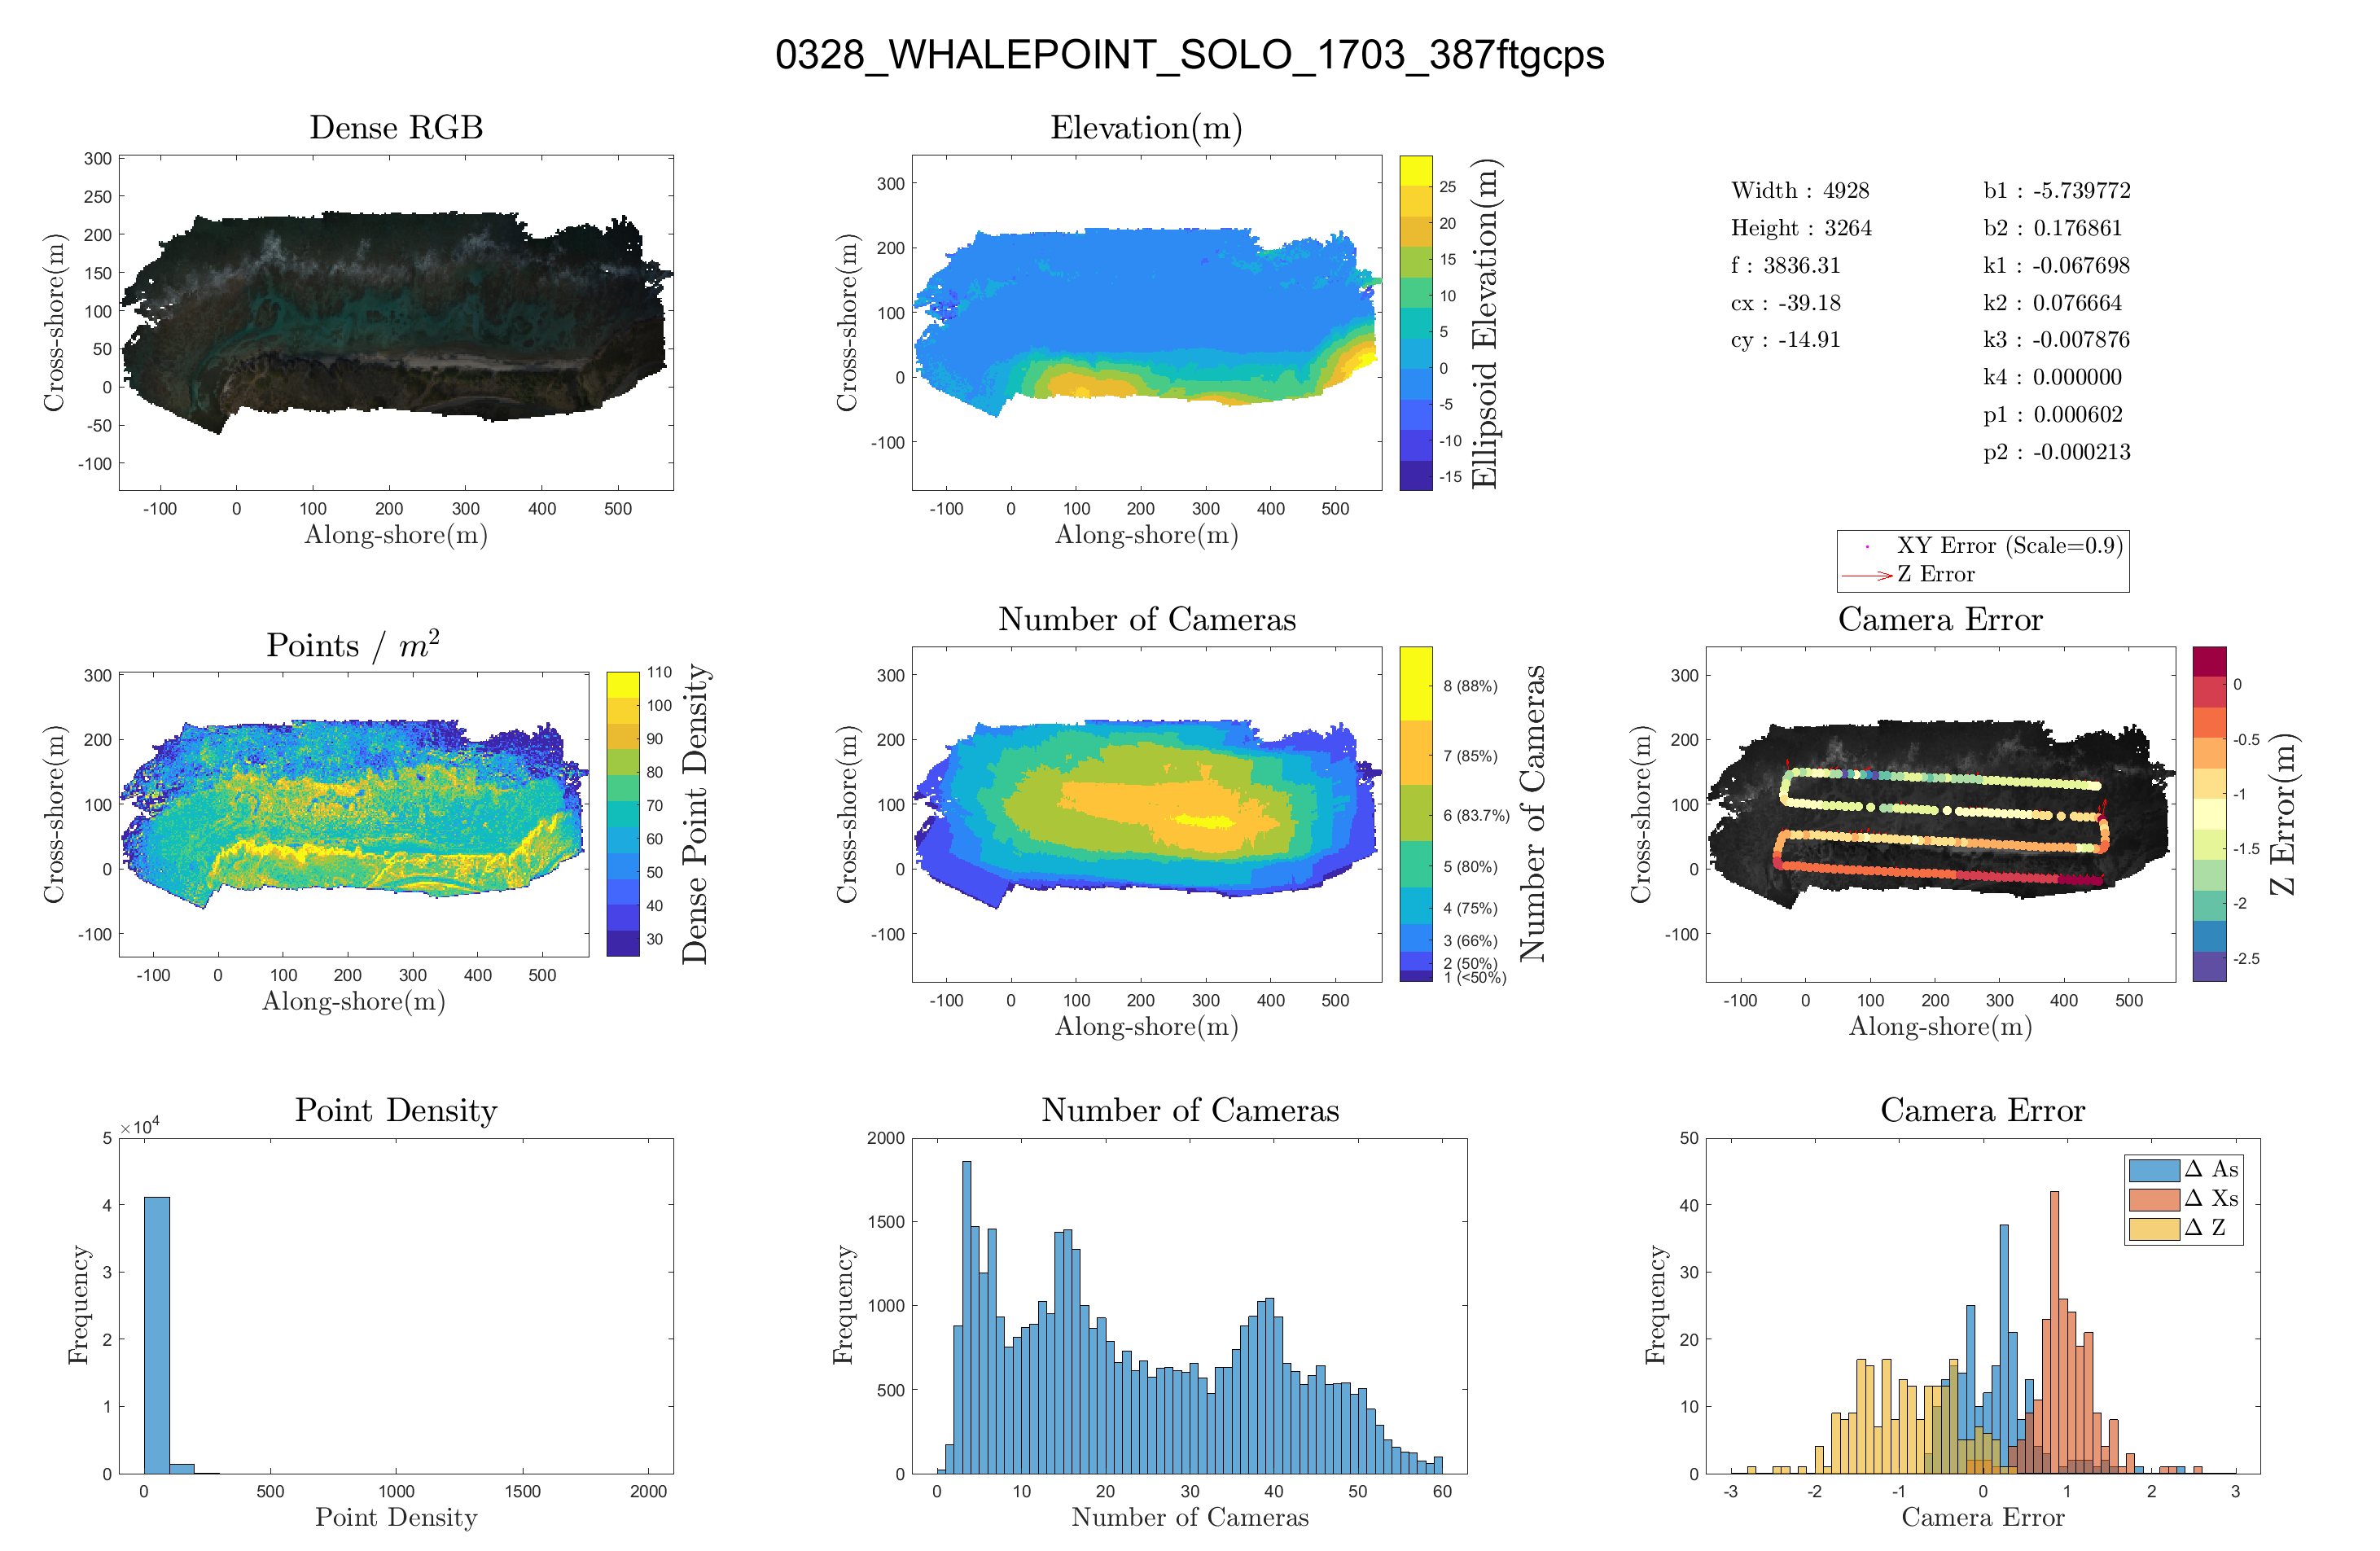 0328_WHALEPOINT_SOLO_1703_387ftgcps
Dense RGB
300
250
200
150
100
50
0
-50
-100
Cross-shore(m)
-100 0 100 200 300 400 500
Along-shore(m)
Elevation(m)
300
200
100
0
-100
Cross-shore(m)
-100 0 100 200 300 400 500
Along-shore(m)
25
20
15
10
5
0
-5
-10
-15
Ellipsoid Elevation(m)
Width : 4928
Height : 3264
f : 3836.31
cx : -39.18
cy : -14.91
b1 : -5.739772
b2 : 0.176861
k1 : -0.067698
k2 : 0.076664
k3 : -0.007876
k4 : 0.000000
p1 : 0.000602
p2 : -0.000213
Points / m²
300
200
100
0
-100
Cross-shore(m)
-100 0 100 200 300 400 500
Along-shore(m)
110
100
90
80
70
60
50
40
30
Dense Point Density
Number of Cameras
300
200
100
0
-100
Cross-shore(m)
-100 0 100 200 300 400 500
Along-shore(m)
8 (88%)
7 (85%)
6 (83.7%)
5 (80%)
4 (75%)
3 (66%)
2 (50%)
1 (<50%)
Number of Cameras
XY Error (Scale=0.9)
Z Error
Camera Error
300
200
100
0
-100
Cross-shore(m)
-100 0 100 200 300 400 500
Along-shore(m)
0
-0.5
-1
-1.5
-2
-2.5
Z Error(m)
Point Density
×10⁴
5
4
3
2
1
0
Frequency
0 500 1000 1500 2000
Point Density
Number of Cameras
2000
1500
1000
500
0
Frequency
0 10 20 30 40 50 60
Number of Cameras
Camera Error
50
40
30
20
10
0
Frequency
-3 -2 -1 0 1 2 3
Camera Error
Δ As
Δ Xs
Δ Z